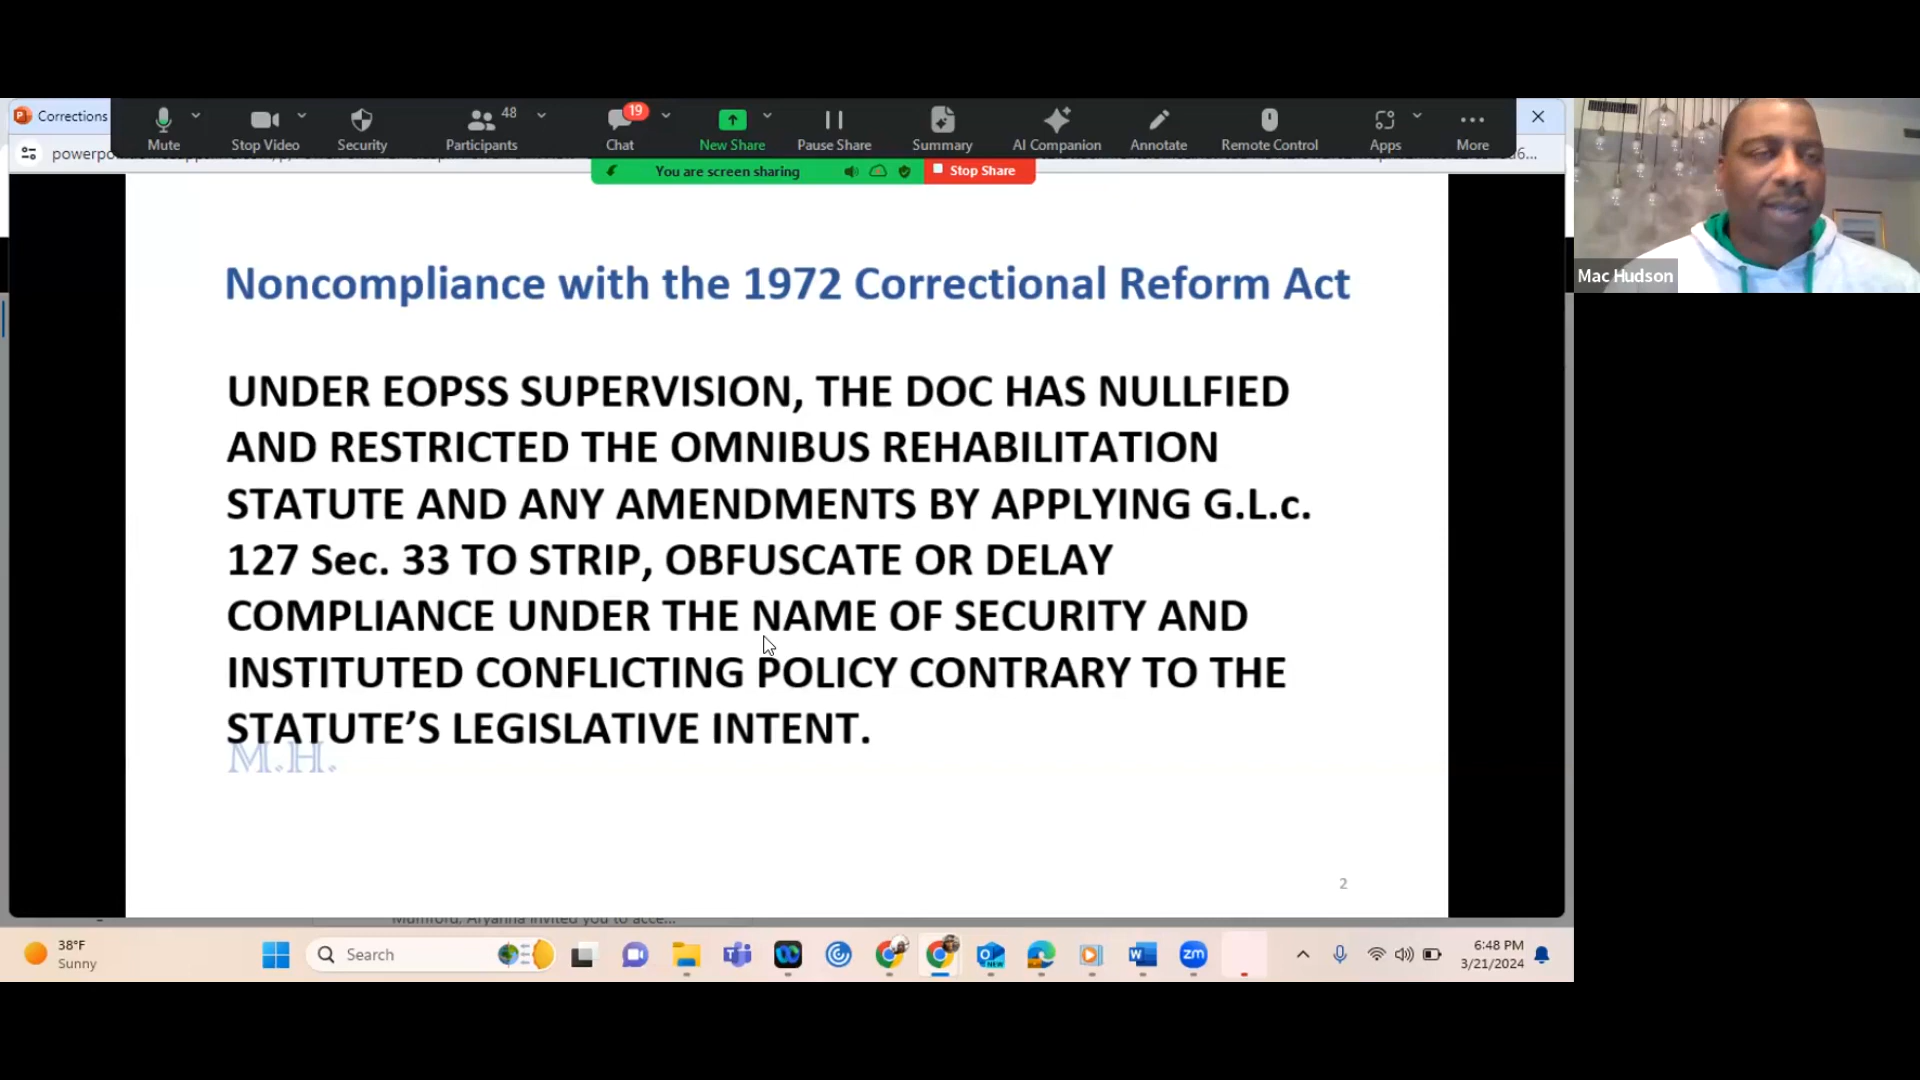 Corrections
Mute
Stop Video
Security
48
Participants
19
Chat
New Share
Pause Share
Summary
AI Companion
Annotate
Remote Control
Apps
More
You are screen sharing
Stop Share
Mac Hudson
Noncompliance with the 1972 Correctional Reform Act
UNDER EOPSS SUPERVISION, THE DOC HAS NULLFIED
AND RESTRICTED THE OMNIBUS REHABILITATION
STATUTE AND ANY AMENDMENTS BY APPLYING G.L.c.
127 Sec. 33 TO STRIP, OBFUSCATE OR DELAY
COMPLIANCE UNDER THE NAME OF SECURITY AND
INSTITUTED CONFLICTING POLICY CONTRARY TO THE
STATUTE’S LEGISLATIVE INTENT.
M.H.
2
38°F
Sunny
Search
NEW
zm
6:48 PM
3/21/2024